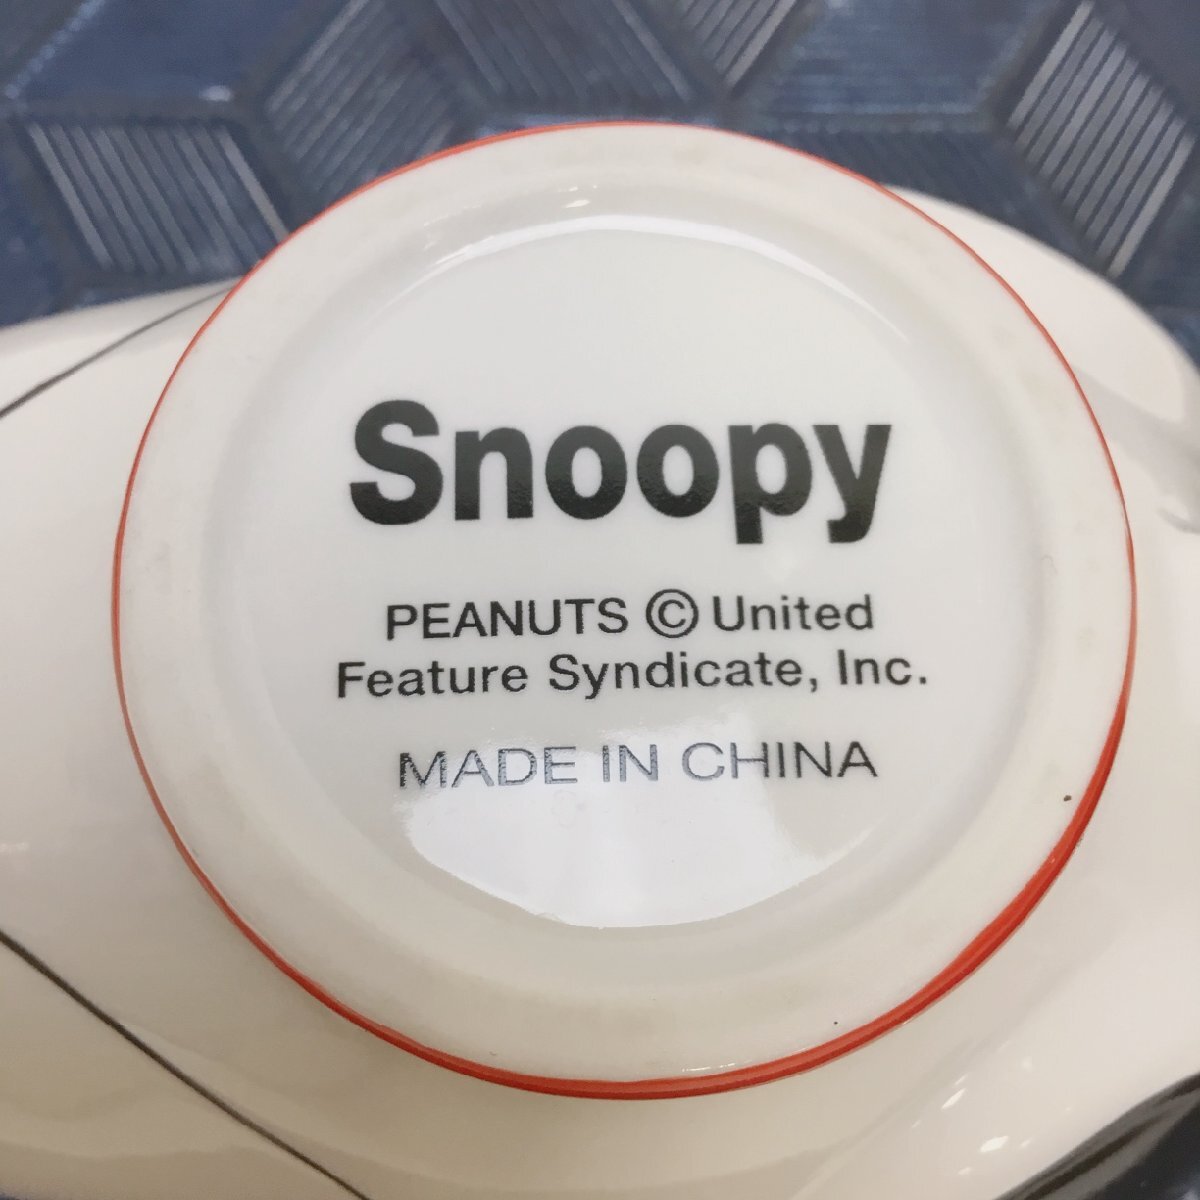 Snoopy
PEANUTS © United
Feature Syndicate, Inc.
MADE IN CHINA